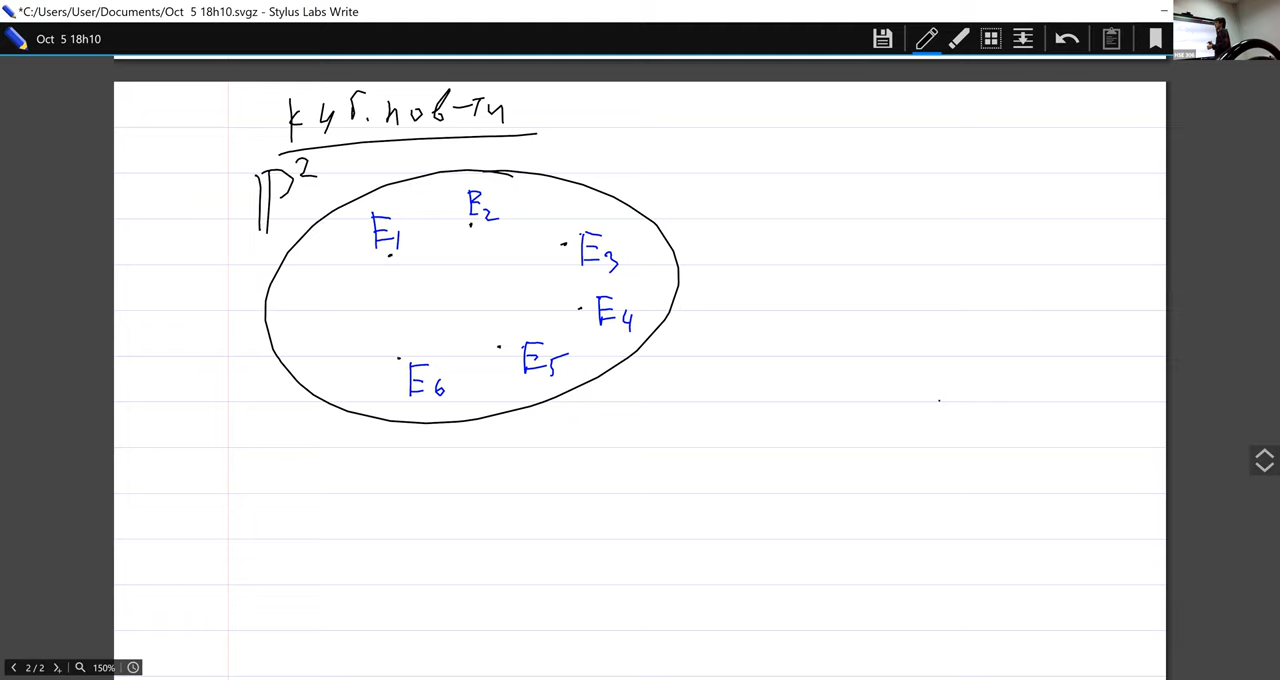 *C:/Users/User/Documents/Oct 5 18h10.svgz - Stylus Labs Write
Oct 5 18h10
куб. пов-ти
ℙ²
E₁
E₂
E₃
E₄
E₅
E₆
2 / 2
150%